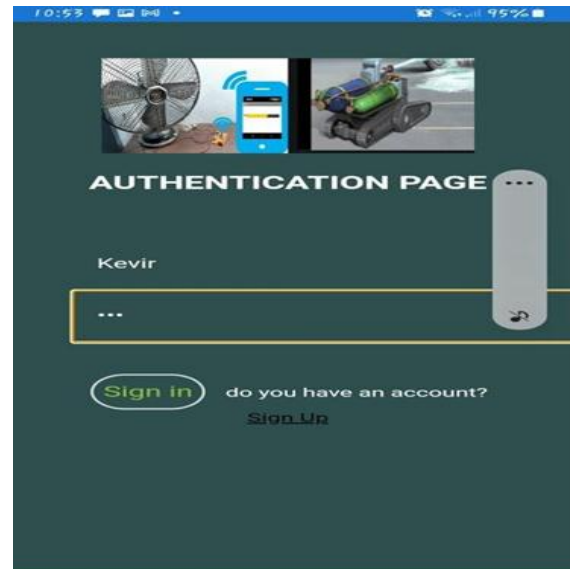 10:53
95%
AUTHENTICATION PAGE
Kevir
•••
Sign in do you have an account?
Sign Up